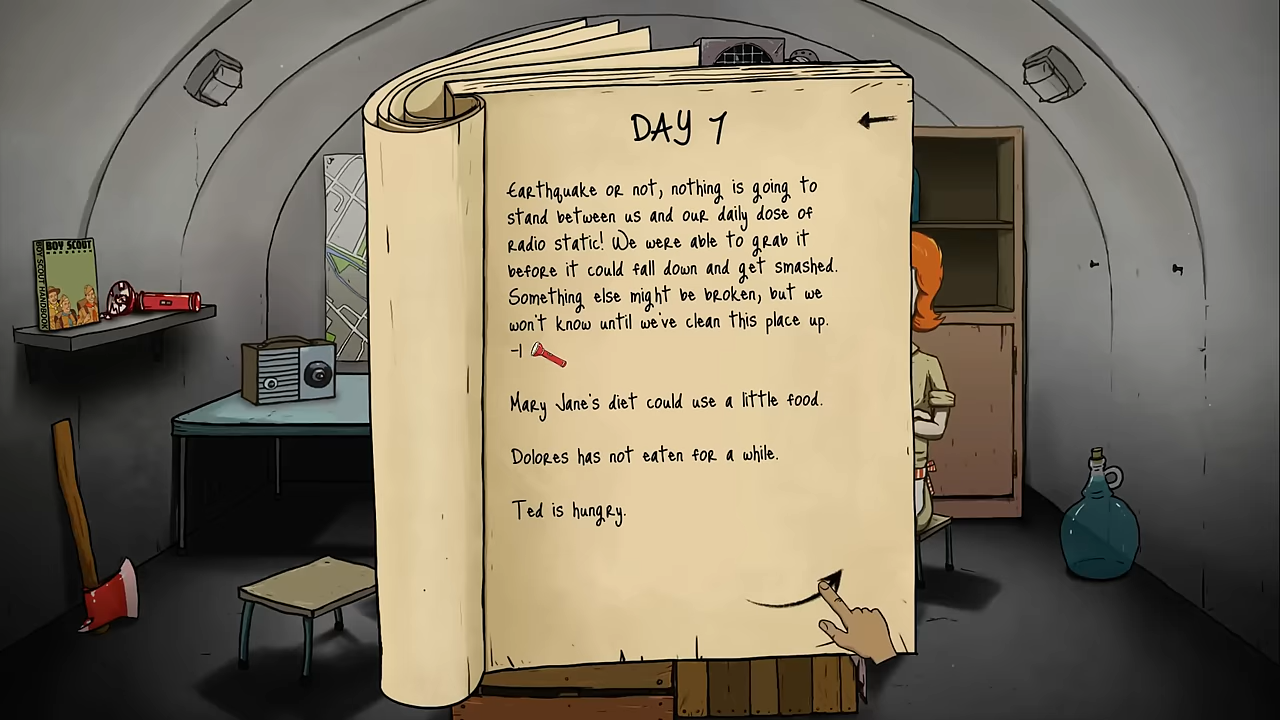 DAY 7
Earthquake or not, nothing is going to
stand between us and our daily dose of
radio static! We were able to grab it
before it could fall down and get smashed.
Something else might be broken, but we
won't know until we've clean this place up.
-1
Mary Jane's diet could use a little food.
Dolores has not eaten for a while.
Ted is hungry.
BOY SCOUT
BOY SCOUT HANDBOOK